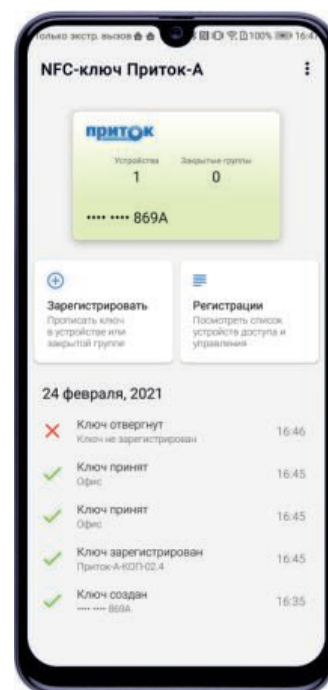 только экстр. вызов 100% 16:47
NFC-ключ Приток-А
приток
Устройства Закрытые группы
1 0
•••• •••• 869A
Зарегистрировать
Прописать ключ
в устройстве или
закрытой группе
Регистрации
Посмотреть список
устройств доступа и
управления
24 февраля, 2021
Ключ отвергнут
Ключ не зарегистрирован
16:46
Ключ принят
Офис
16:45
Ключ принят
Офис
16:45
Ключ зарегистрирован
Приток-А-КОП-02.4
16:45
Ключ создан
•••• •••• 869A
16:35